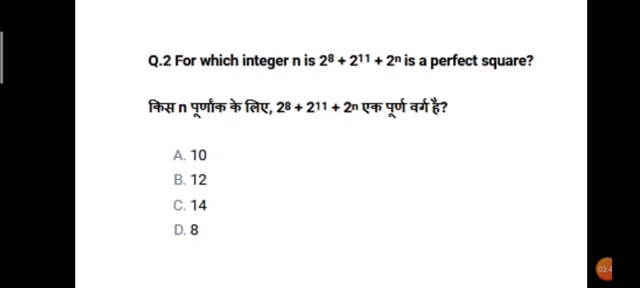 Q.2 For which integer n is 2⁸ + 2¹¹ + 2ⁿ is a perfect square?
किस n पूर्णांक के लिए, 2⁸ + 2¹¹ + 2ⁿ एक पूर्ण वर्ग है?
A. 10
B. 12
C. 14
D. 8